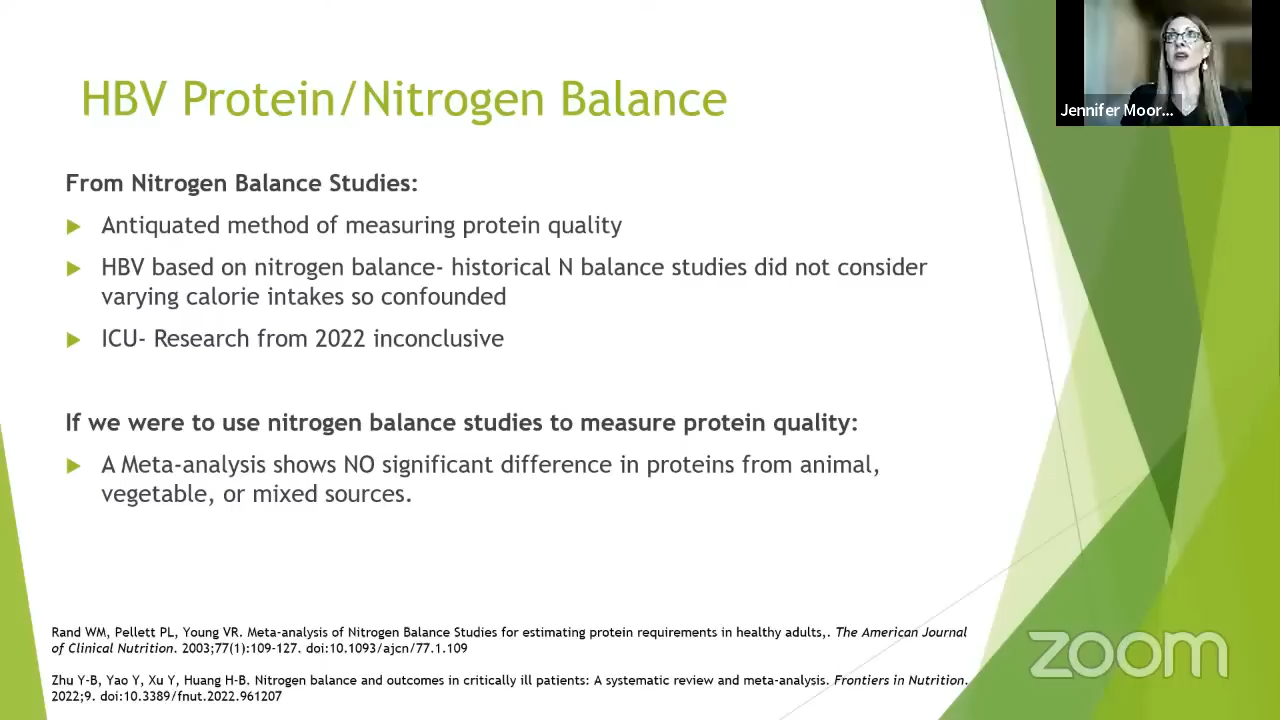 HBV Protein/Nitrogen Balance
Jennifer Moor...
From Nitrogen Balance Studies:
Antiquated method of measuring protein quality
HBV based on nitrogen balance- historical N balance studies did not consider
varying calorie intakes so confounded
ICU- Research from 2022 inconclusive
If we were to use nitrogen balance studies to measure protein quality:
A Meta-analysis shows NO significant difference in proteins from animal,
vegetable, or mixed sources.
Rand WM, Pellett PL, Young VR. Meta-analysis of Nitrogen Balance Studies for estimating protein requirements in healthy adults,. The American Journal
of Clinical Nutrition. 2003;77(1):109-127. doi:10.1093/ajcn/77.1.109
Zhu Y-B, Yao Y, Xu Y, Huang H-B. Nitrogen balance and outcomes in critically ill patients: A systematic review and meta-analysis. Frontiers in Nutrition.
2022;9. doi:10.3389/fnut.2022.961207
zoom